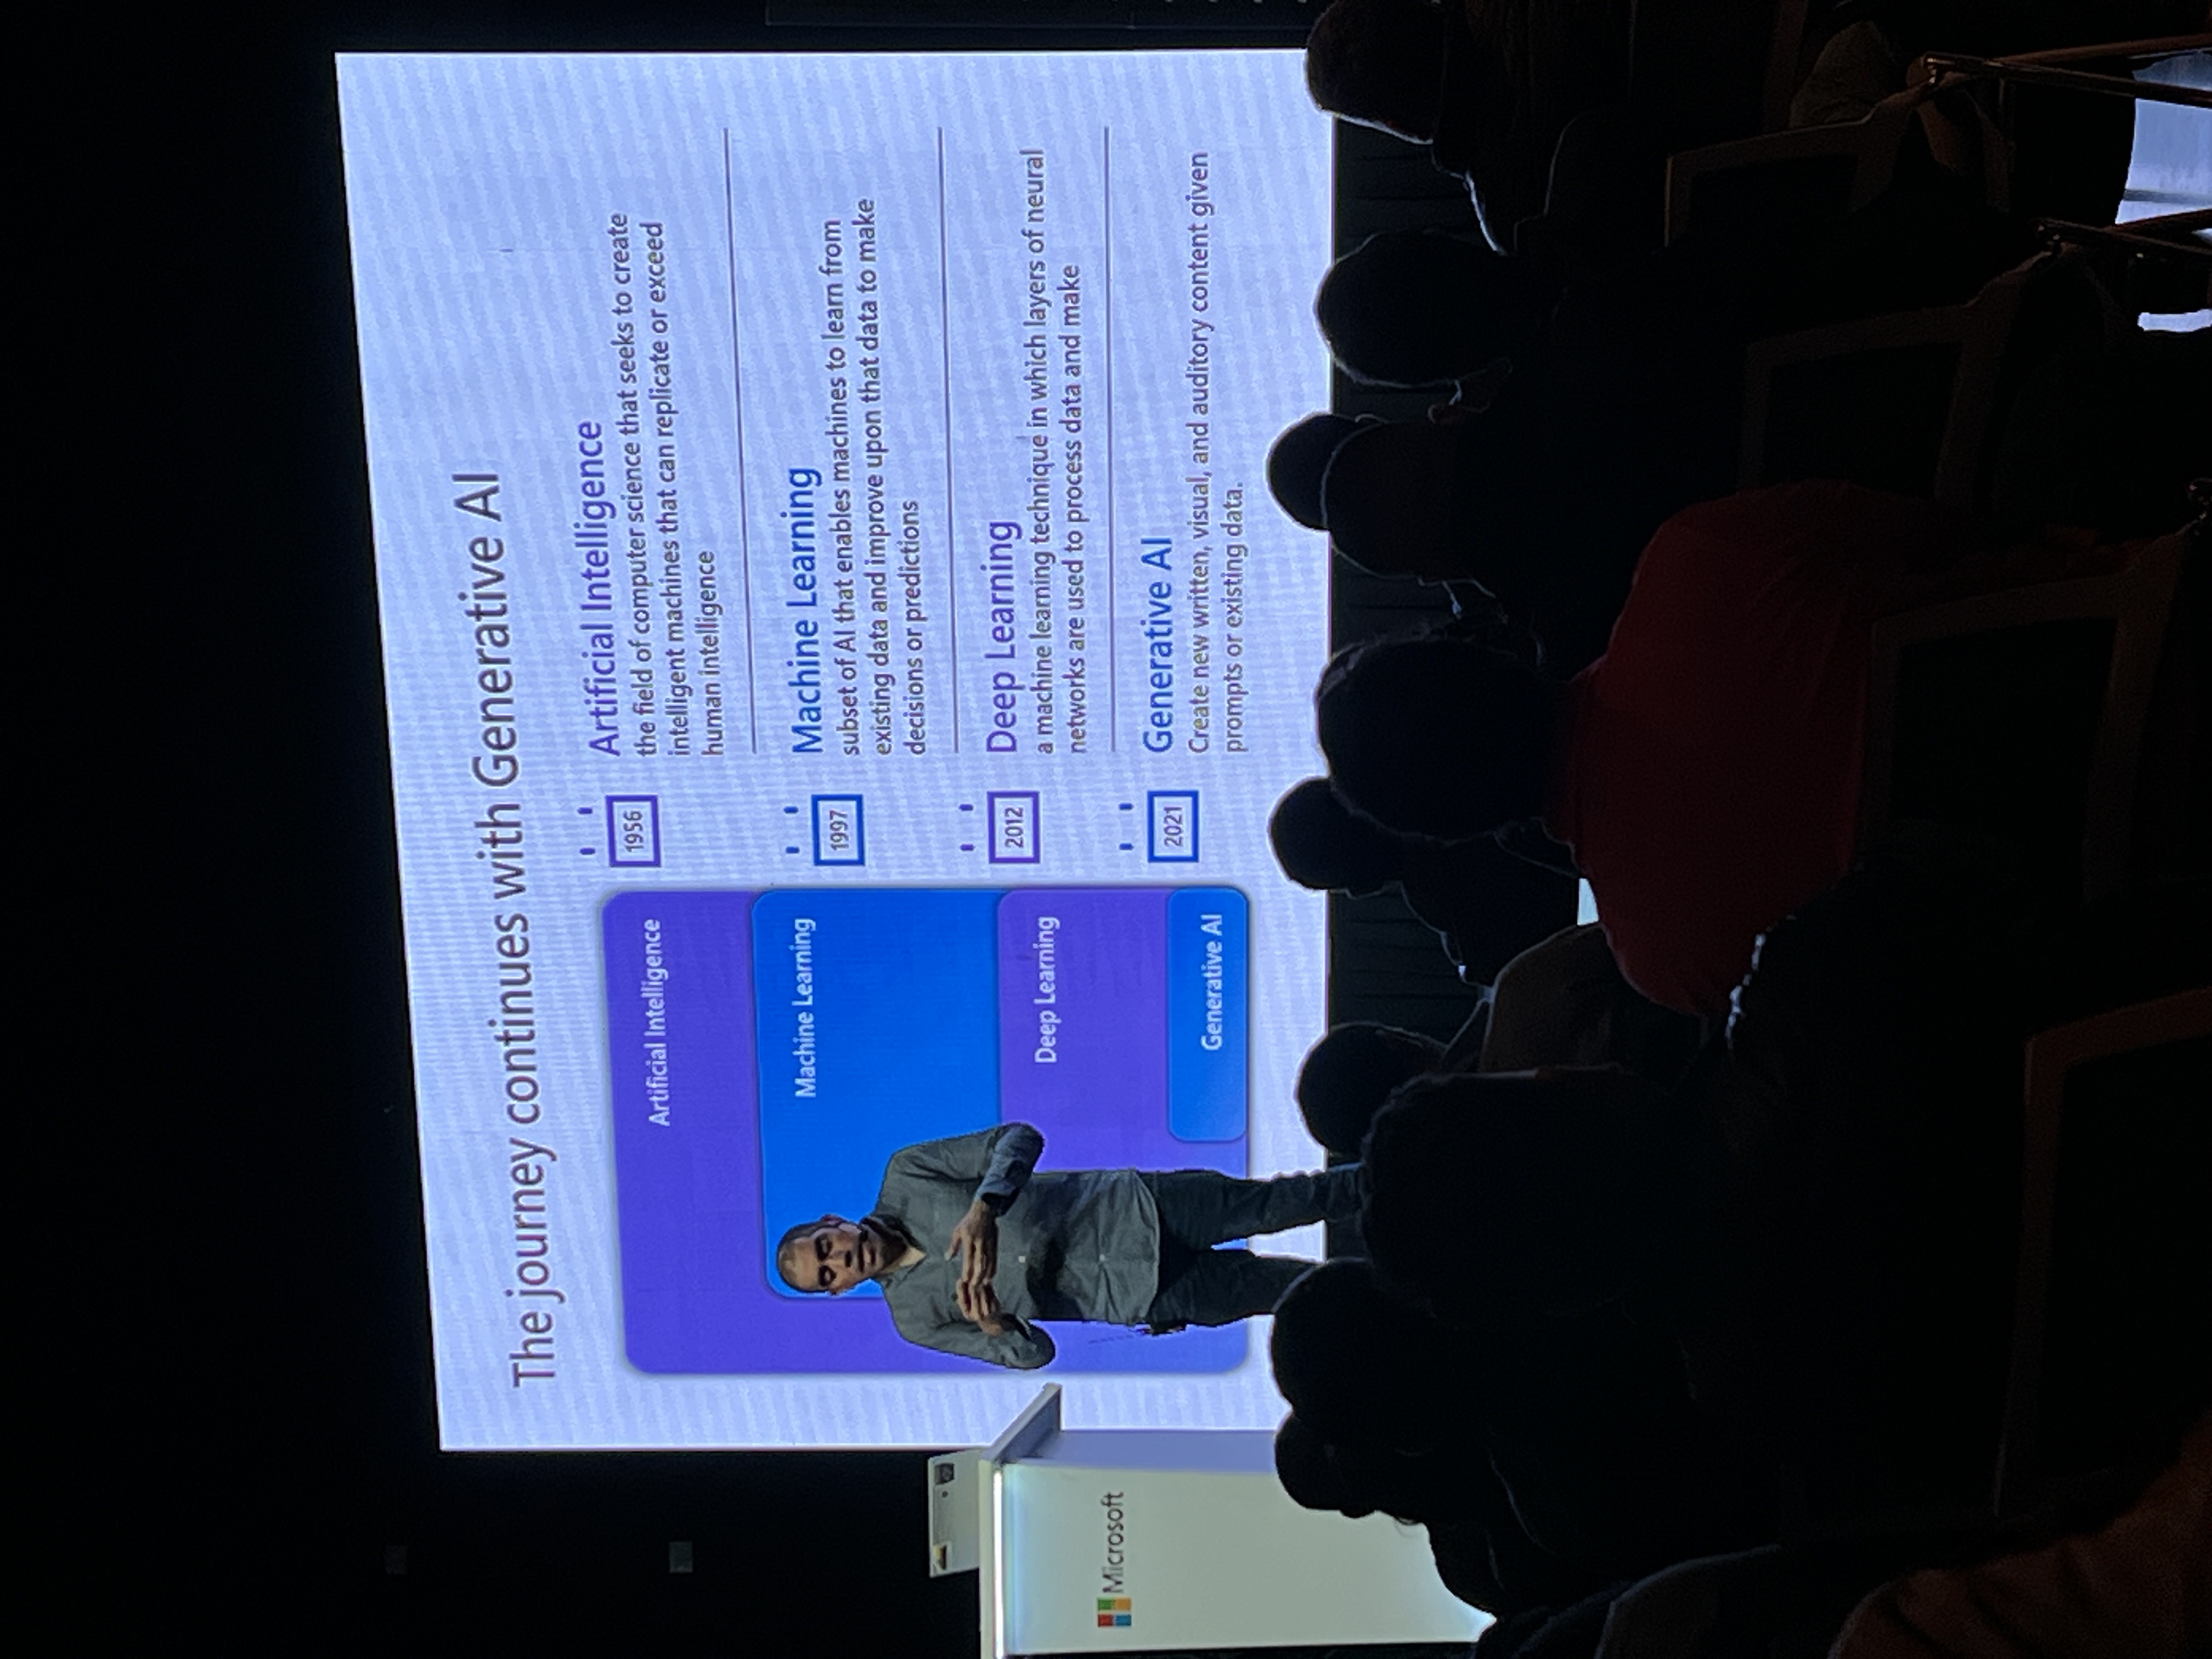 The journey continues with Generative AI
Artificial Intelligence
Machine Learning
Deep Learning
Generative AI
1956
Artificial Intelligence
the field of computer science that seeks to create
intelligent machines that can replicate or exceed
human intelligence
1997
Machine Learning
subset of AI that enables machines to learn from
existing data and improve upon that data to make
decisions or predictions
2012
Deep Learning
a machine learning technique in which layers of neural
networks are used to process data and make
2021
Generative AI
Create new written, visual, and auditory content given
prompts or existing data.
Microsoft